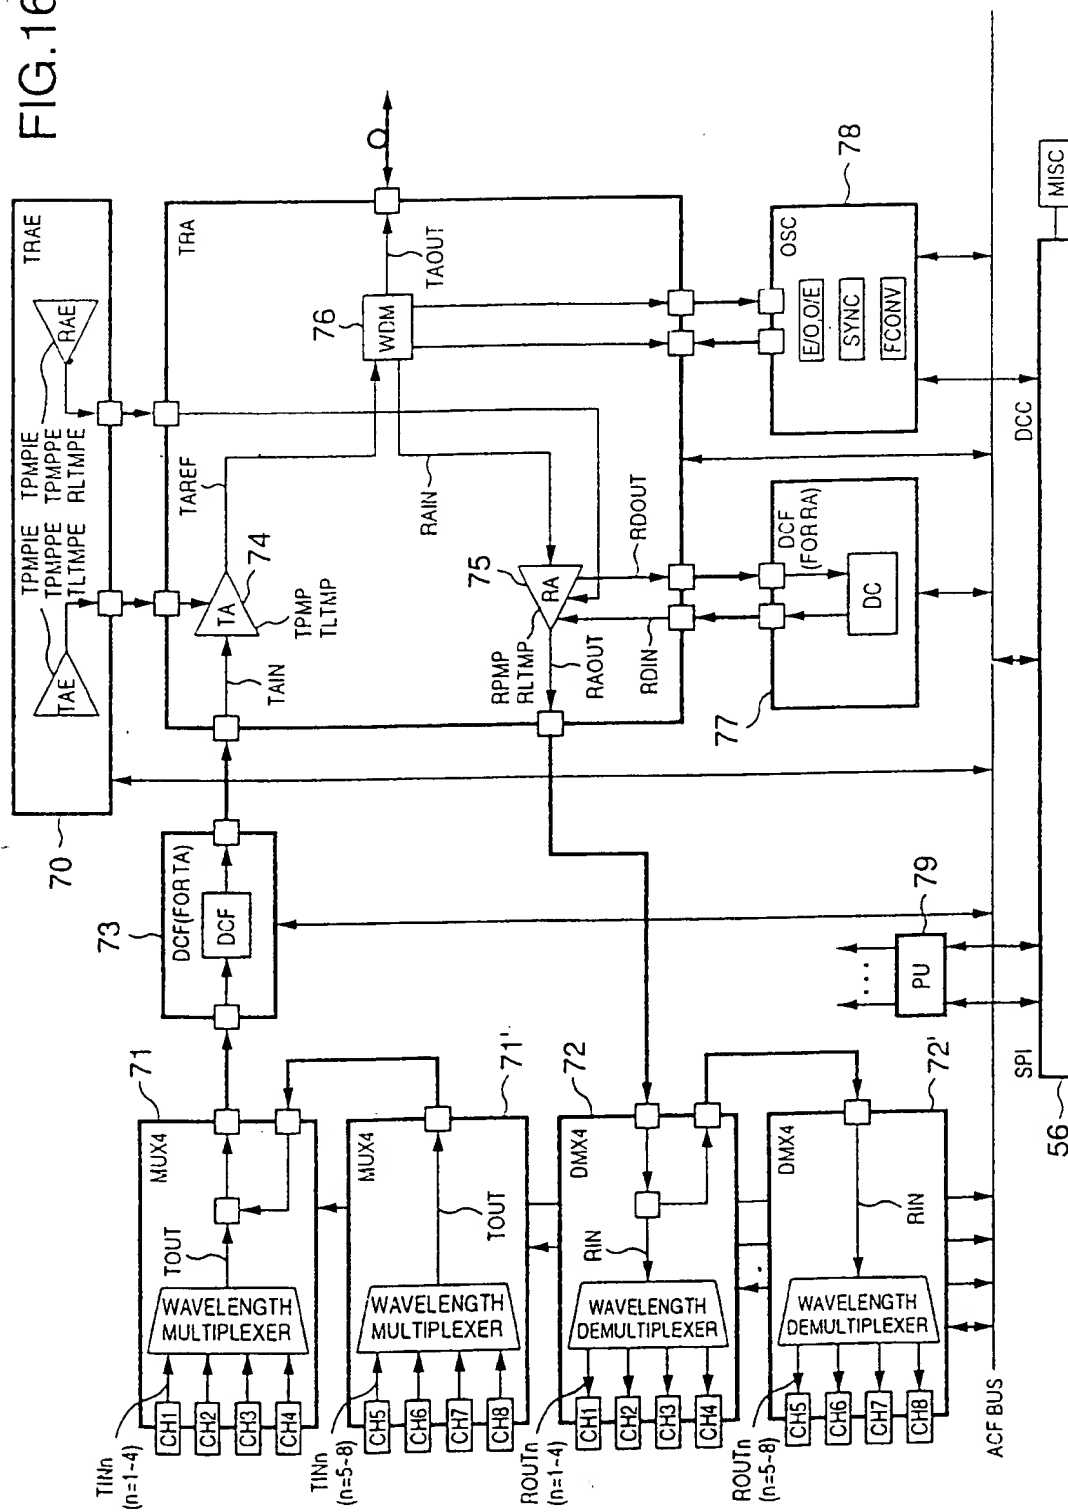 FIG.16
TRAE
TAE
TPMPIE
TPMPPE
TLTMPE
RAE
TPMPIE
TPMPPE
RLTMPE
70
TRA
TAIN
TA
74
TPMP
TLTMP
TAREF
WDM
76
TAOUT
RAIN
RA
75
RPMP
RLTMP
RAOUT
RDIN
RDOUT
73
DCF(FOR TA)
DCF
77
DCF
(FOR RA)
DC
78
OSC
E/O,O/E
SYNC
FCONV
71
MUX4
TOUT
WAVELENGTH
MULTIPLEXER
TINn
(n=1~4)
CH1
CH2
CH3
CH4
71'
MUX4
TOUT
WAVELENGTH
MULTIPLEXER
TINn
(n=5~8)
CH5
CH6
CH7
CH8
72
DMX4
RIN
WAVELENGTH
DEMULTIPLEXER
ROUTn
(n=1~4)
CH1
CH2
CH3
CH4
72'
DMX4
RIN
WAVELENGTH
DEMULTIPLEXER
ROUTn
(n=5~8)
CH5
CH6
CH7
CH8
79
PU
ACF BUS
SPI
DCC
MISC
56